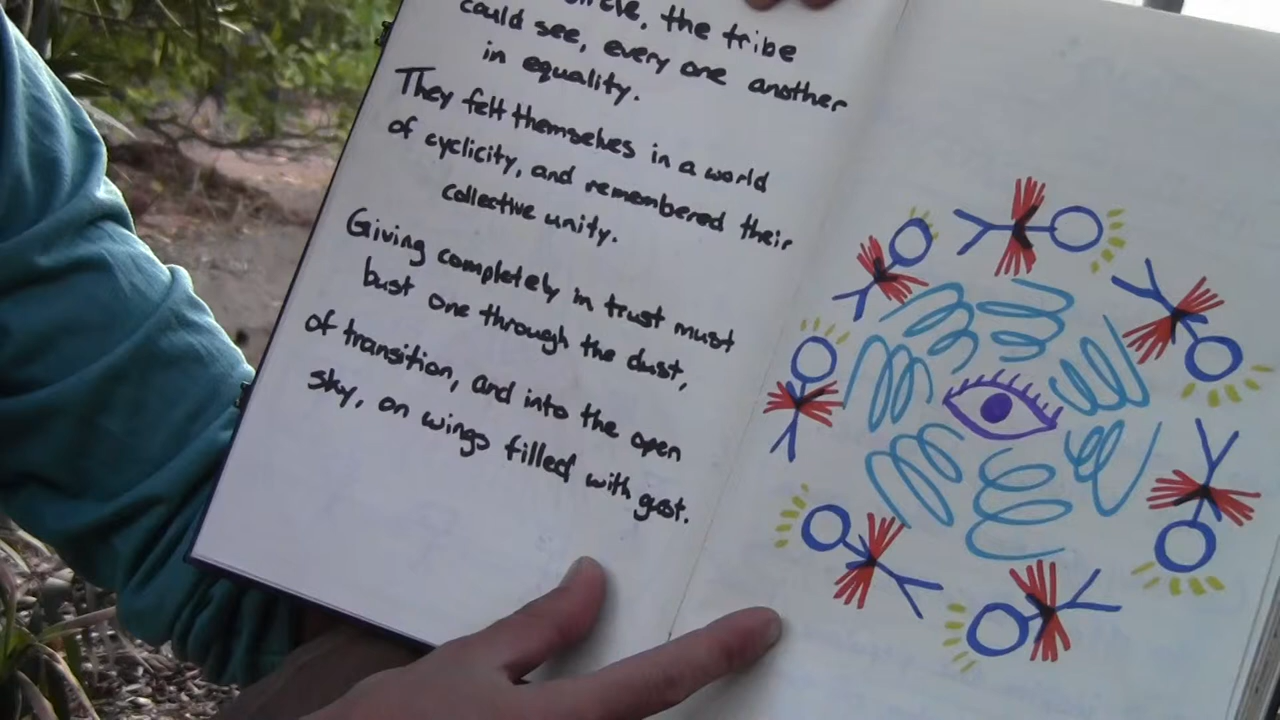 the tribe
could see, every one another
in equality.
They felt themselves in a world
of cyclicity, and remembered their
collective unity.
Giving completely in trust must
bust one through the dust,
of transition, and into the open
sky, on wings filled with gust.